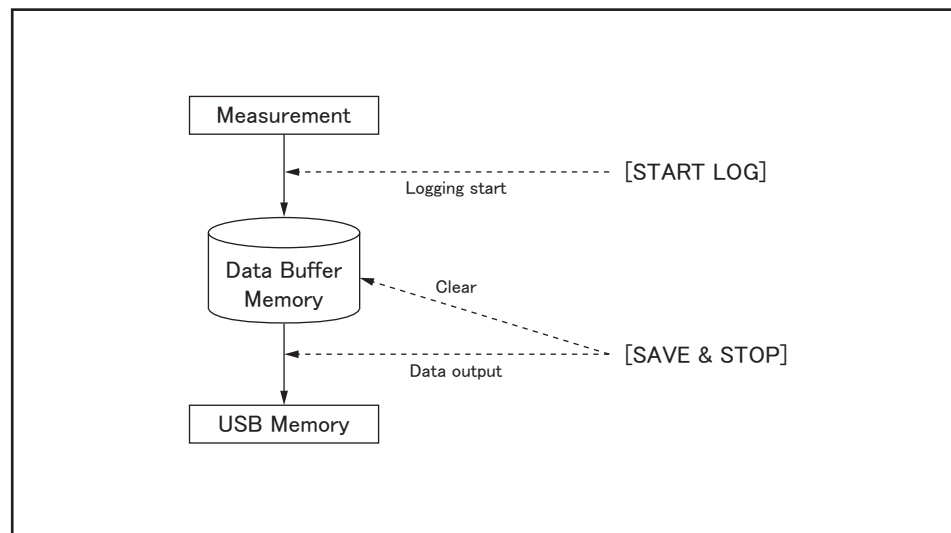 Measurement
[START LOG]
Logging start
Data Buffer
Memory
Clear
[SAVE & STOP]
Data output
USB Memory